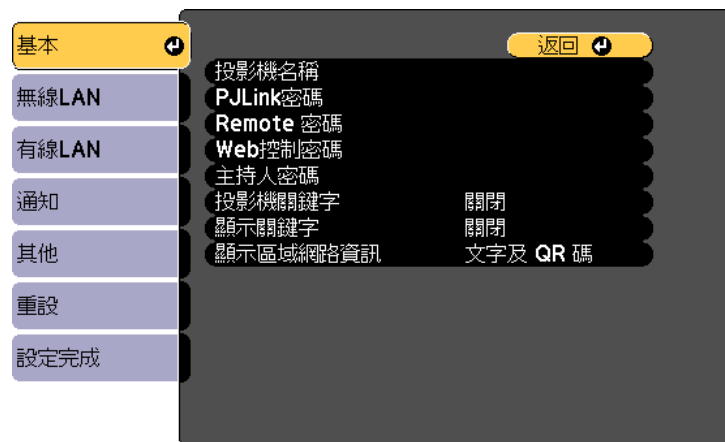 基本
無線LAN
有線LAN
通知
其他
重設
設定完成
返回
投影機名稱
PJLink密碼
Remote 密碼
Web控制密碼
主持人密碼
投影機關鍵字 關閉
顯示關鍵字 關閉
顯示區域網路資訊 文字及 QR 碼